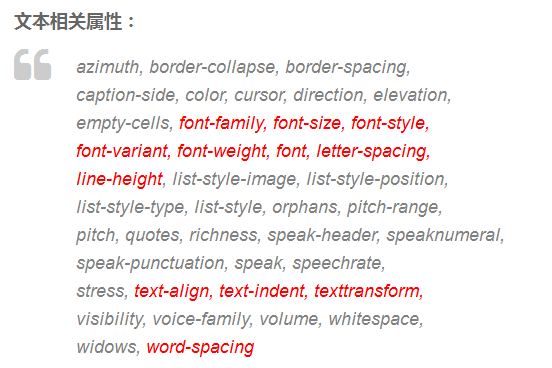 文本相关属性：
azimuth, border-collapse, border-spacing,
caption-side, color, cursor, direction, elevation,
empty-cells, font-family, font-size, font-style,
font-variant, font-weight, font, letter-spacing,
line-height, list-style-image, list-style-position,
list-style-type, list-style, orphans, pitch-range,
pitch, quotes, richness, speak-header, speaknumeral,
speak-punctuation, speak, speechrate,
stress, text-align, text-indent, texttransform,
visibility, voice-family, volume, whitespace,
widows, word-spacing